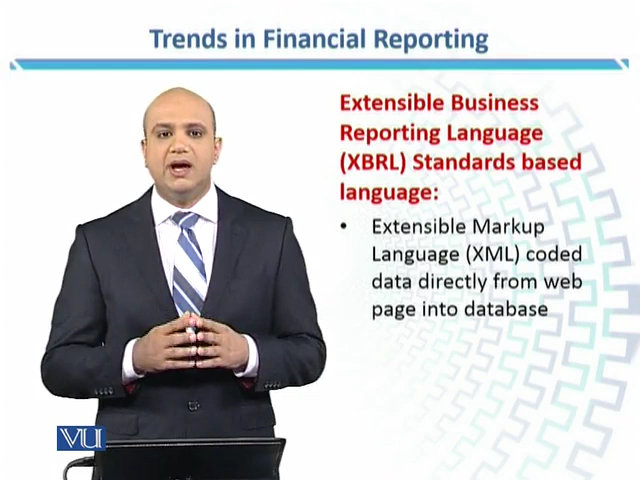 Trends in Financial Reporting
Extensible Business
Reporting Language
(XBRL) Standards based
language:
• Extensible Markup
Language (XML) coded
data directly from web
page into database
VU